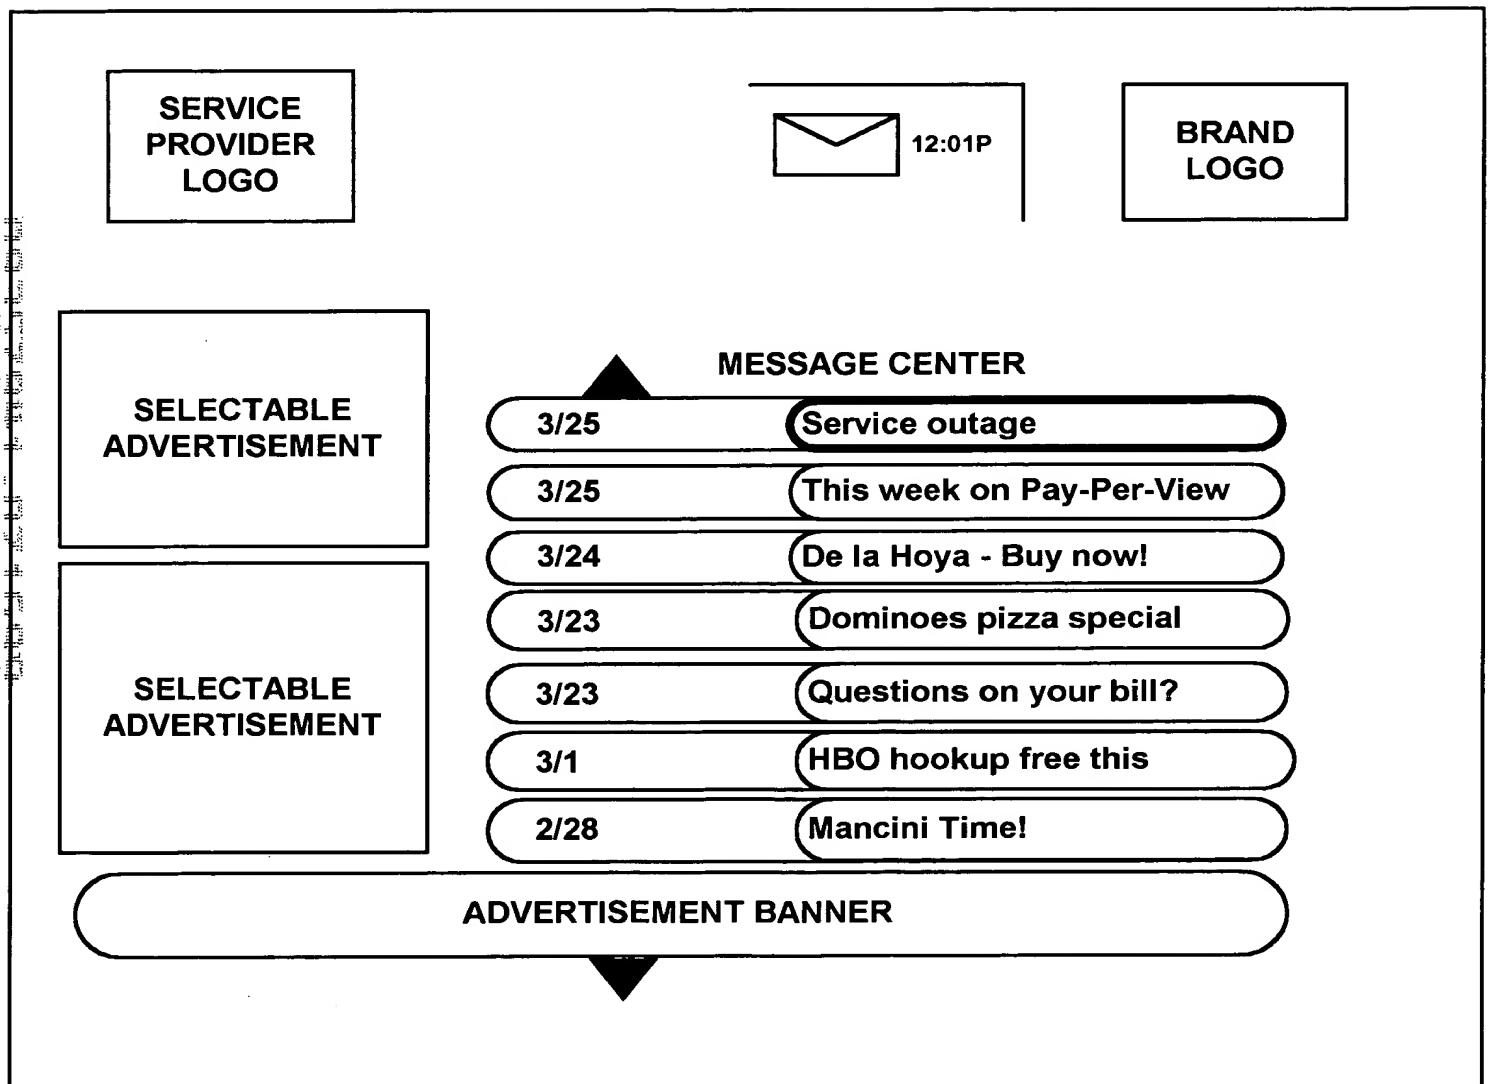 SERVICE
PROVIDER
LOGO
12:01P
BRAND
LOGO
SELECTABLE
ADVERTISEMENT
SELECTABLE
ADVERTISEMENT
MESSAGE CENTER
3/25 Service outage
3/25 This week on Pay-Per-View
3/24 De la Hoya - Buy now!
3/23 Dominoes pizza special
3/23 Questions on your bill?
3/1 HBO hookup free this
2/28 Mancini Time!
ADVERTISEMENT BANNER